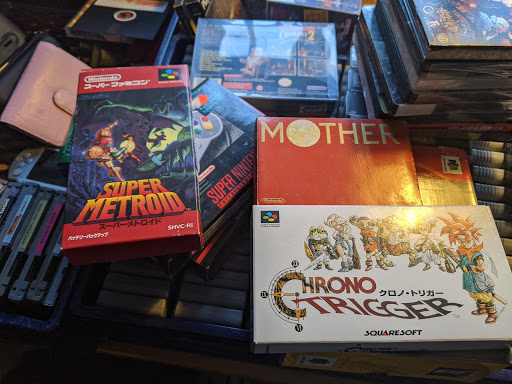 Nintendo
スーパーファミコン
SUPER
METROID
スーパーメトロイド
SHVC-RI
バッテリーバックアップ
SUPER NINTE
MOTHER
Nintendo
CHRONO
クロノ・トリガー
TRIGGER
TM
SQUARESOFT